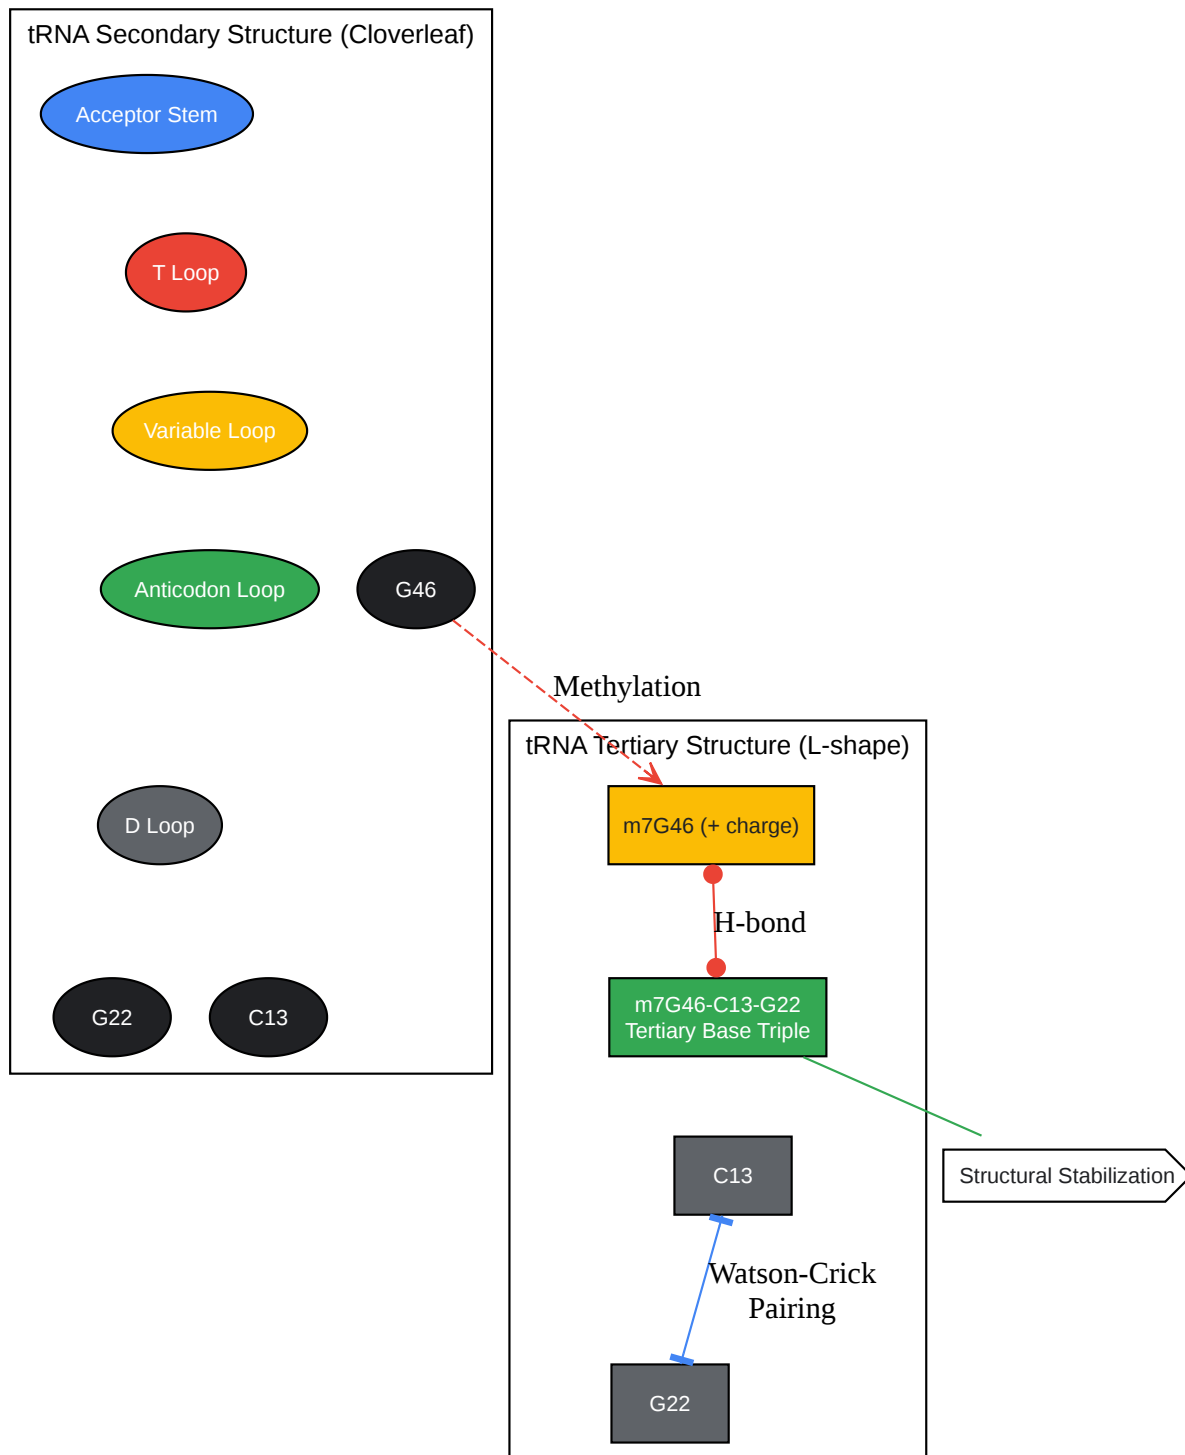 tRNA Secondary Structure (Cloverleaf)
Acceptor Stem
T Loop
Variable Loop
Anticodon Loop
G46
Methylation
tRNA Tertiary Structure (L-shape)
D Loop
m7G46 (+ charge)
H-bond
G22
C13
m7G46-C13-G22
Tertiary Base Triple
C13
Structural Stabilization
Watson-Crick
Pairing
G22